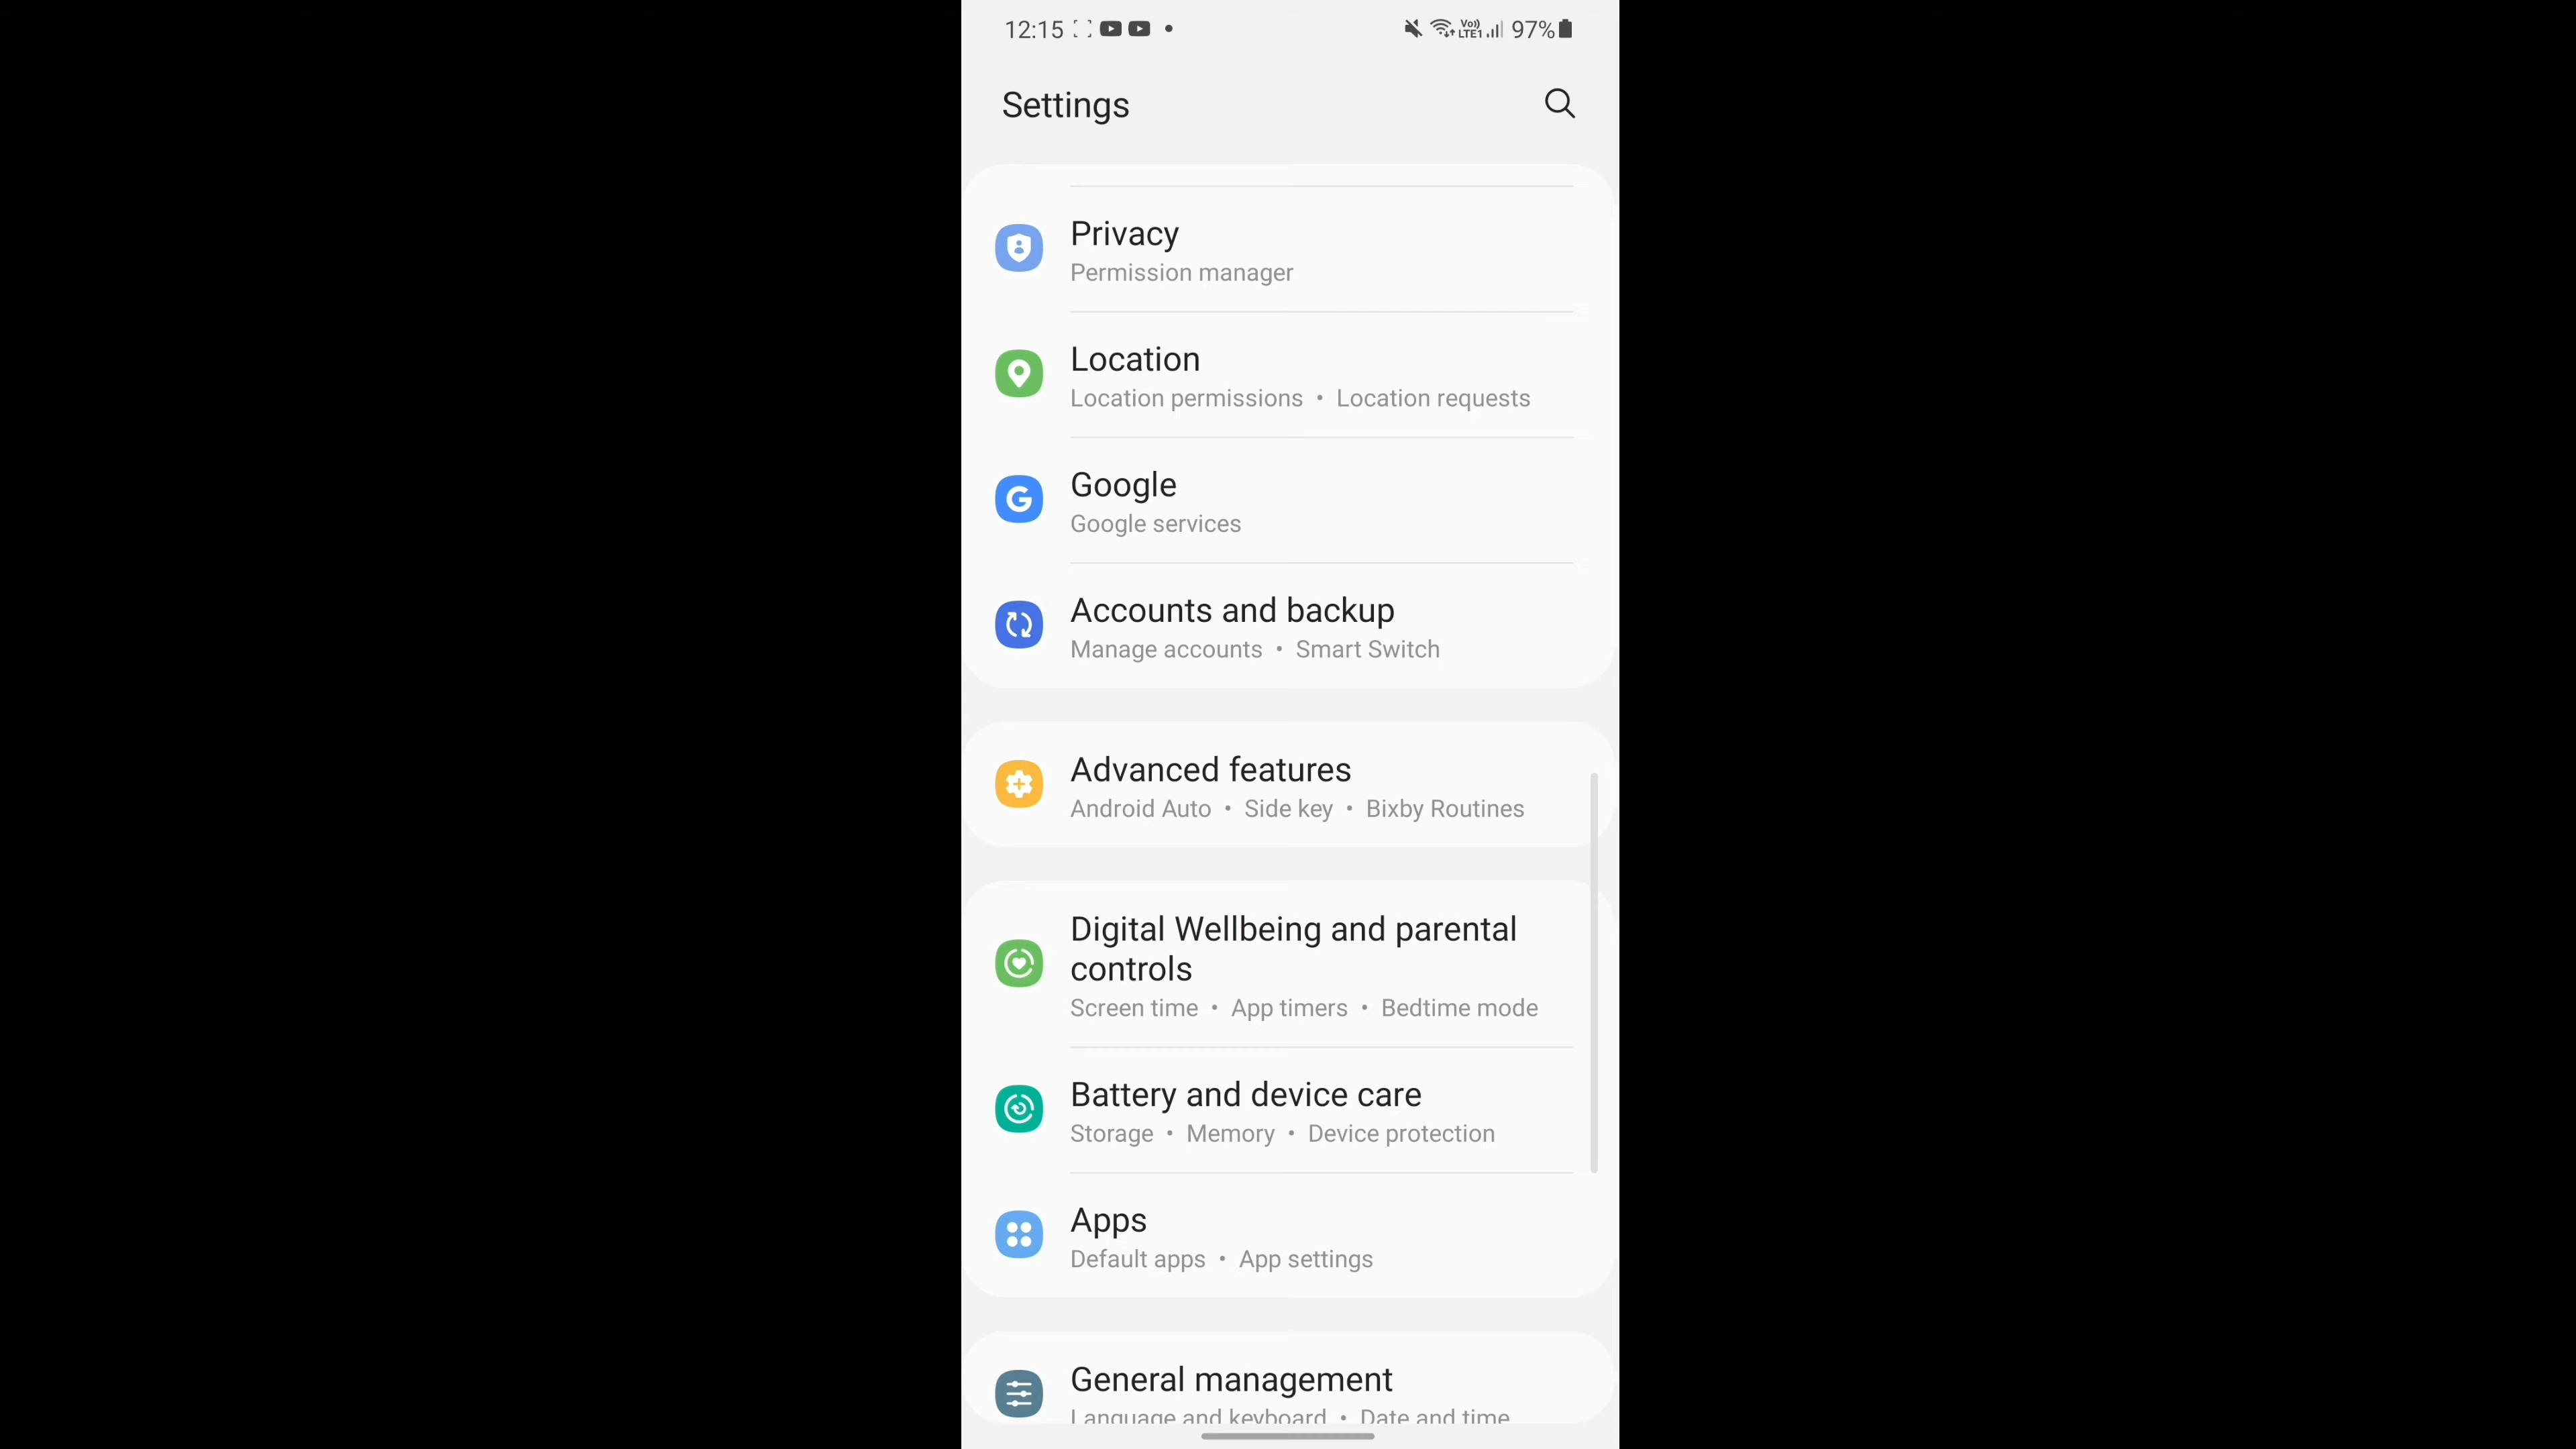 12:15 Vo)) LTE1 97%
Settings
Privacy
Permission manager
Location
Location permissions • Location requests
Google
Google services
Accounts and backup
Manage accounts • Smart Switch
Advanced features
Android Auto • Side key • Bixby Routines
Digital Wellbeing and parental
controls
Screen time • App timers • Bedtime mode
Battery and device care
Storage • Memory • Device protection
Apps
Default apps • App settings
General management
Language and keyboard • Date and time